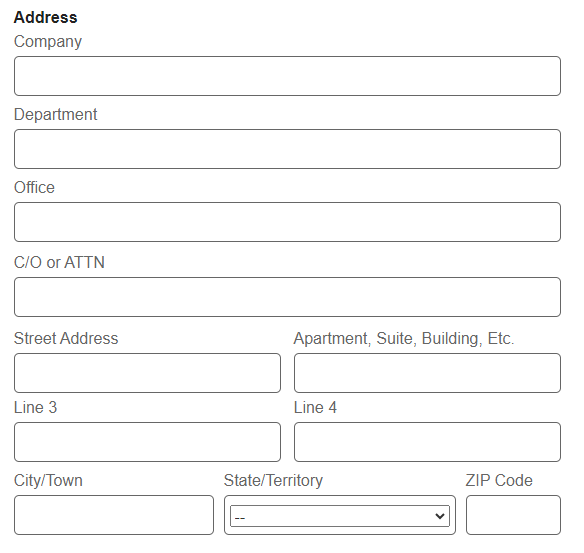 Address
Company
Department
Office
C/O or ATTN
Street Address
Apartment, Suite, Building, Etc.
Line 3
Line 4
City/Town
State/Territory
ZIP Code
--